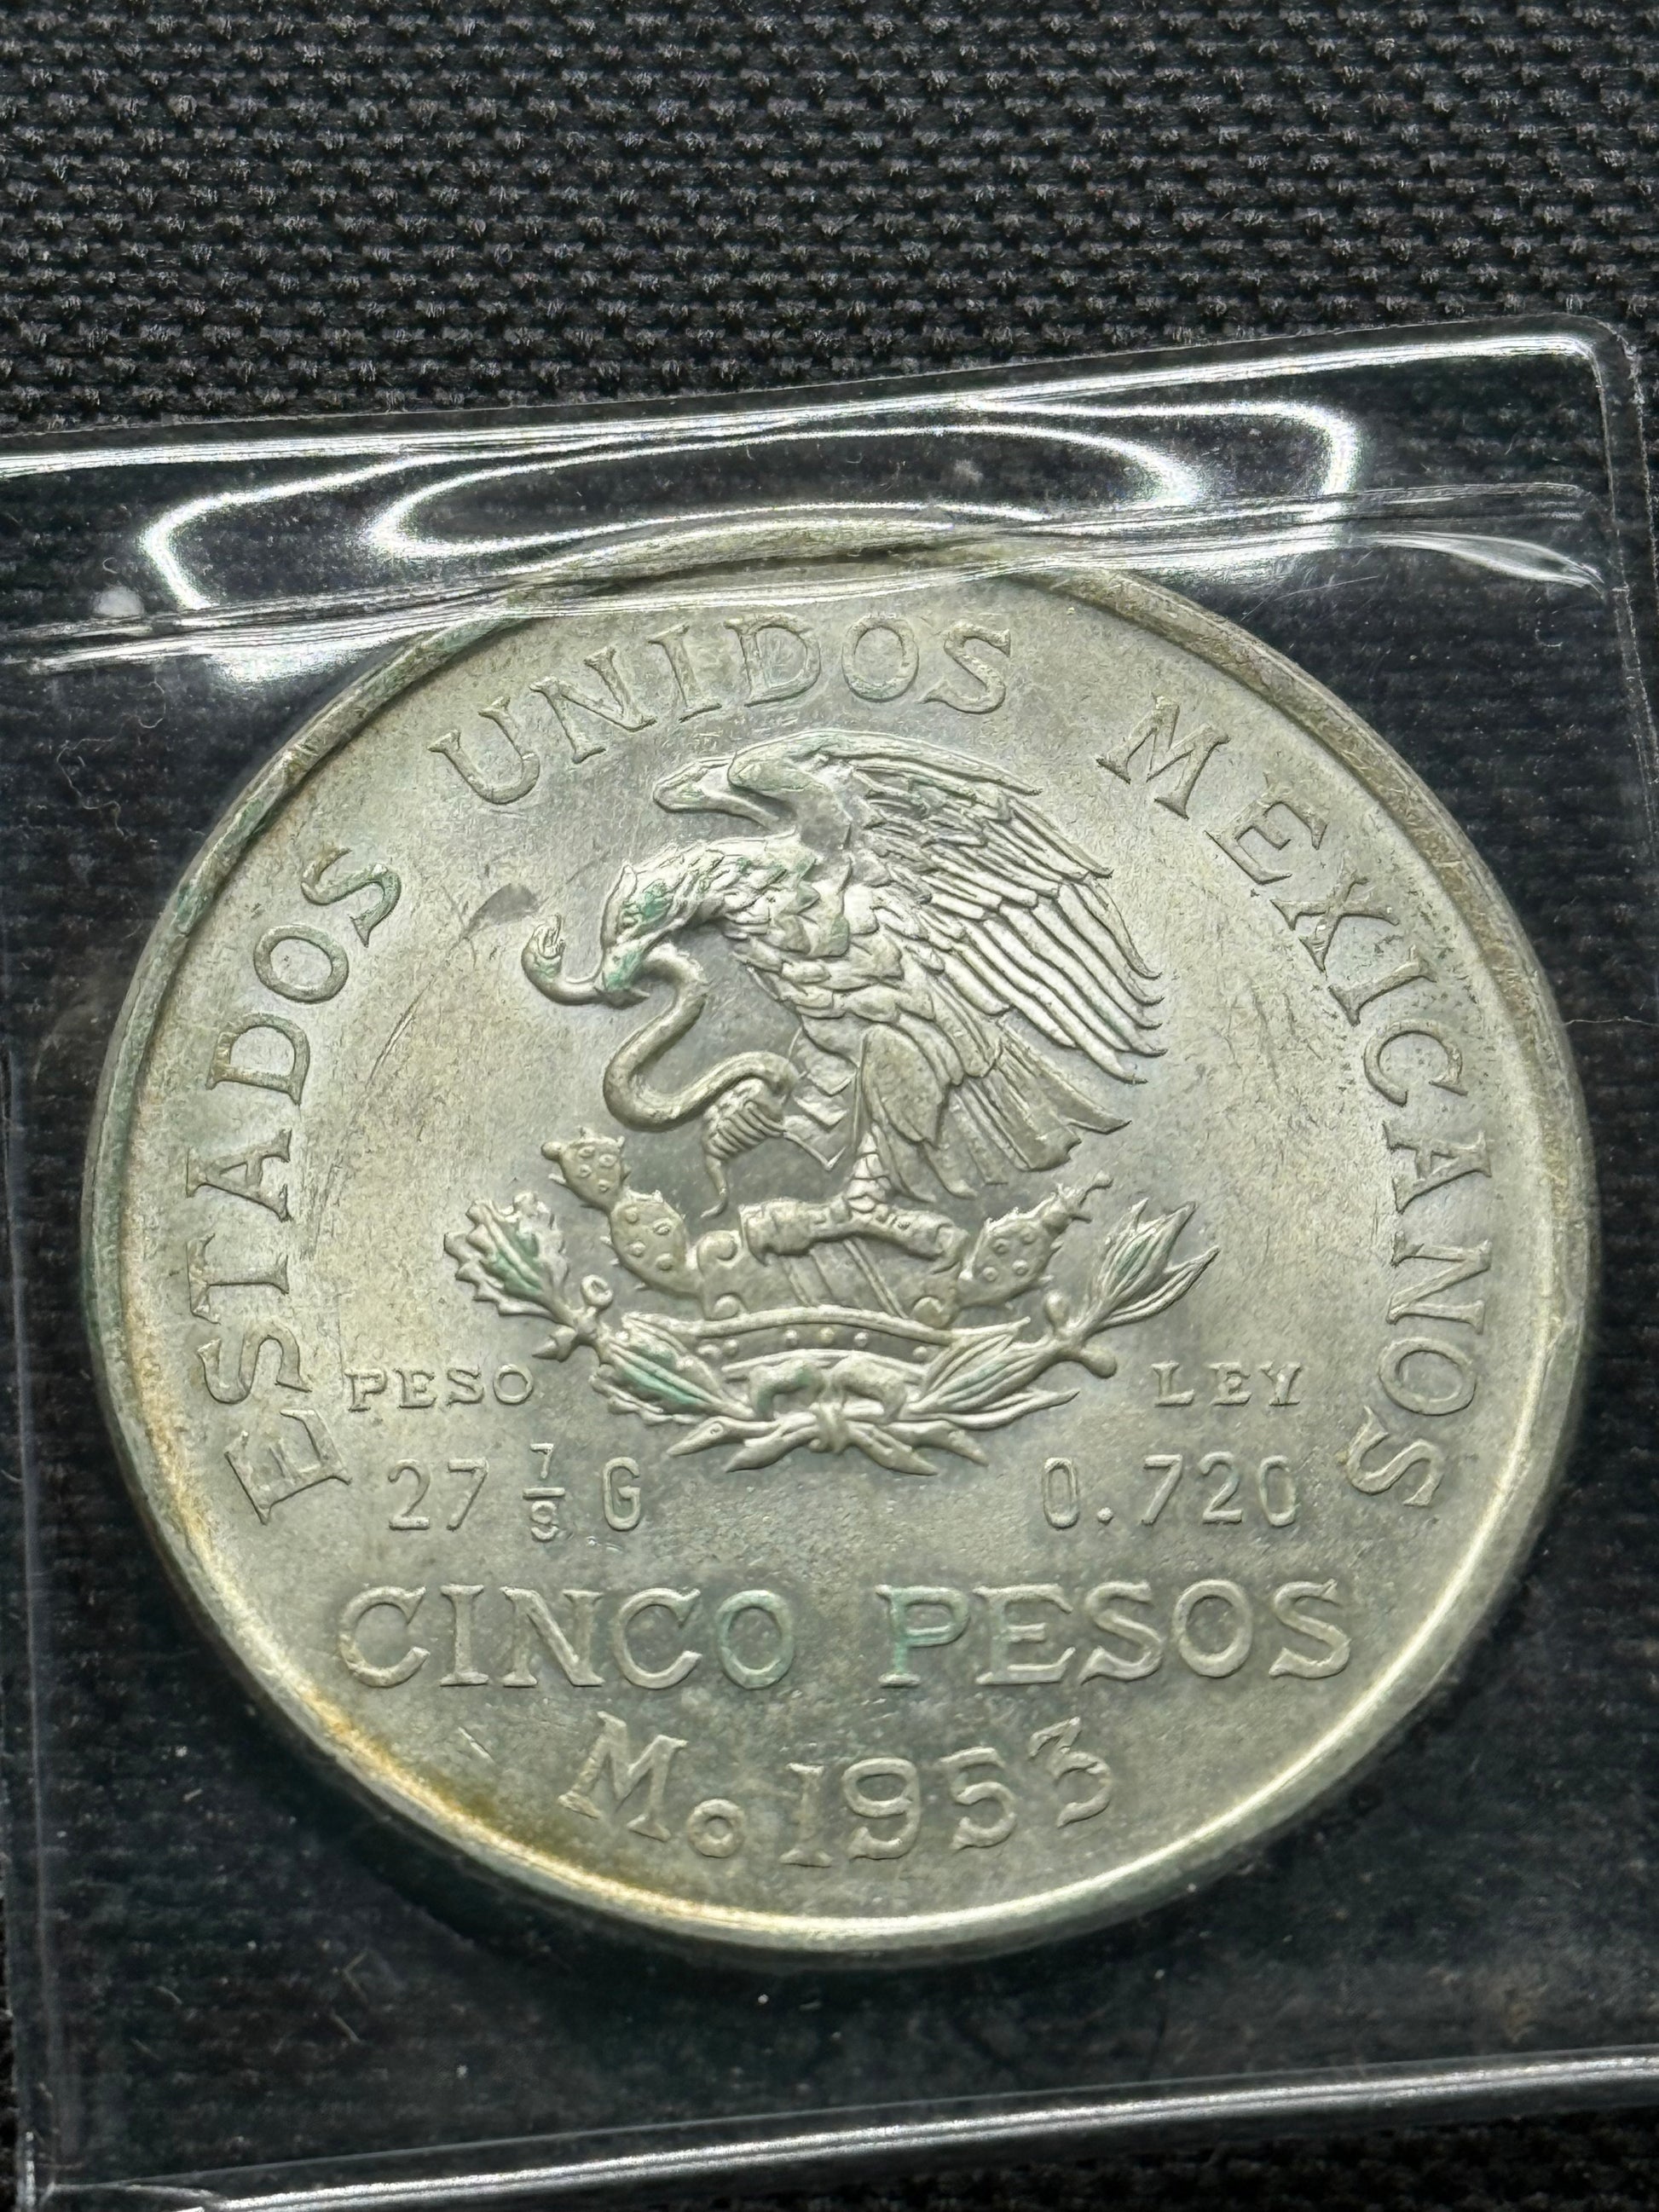 ESTADOS UNIDOS MEXICANOS
PESO
27 7/9 G
LEY
0.720
CINCO PESOS
Mo 1953